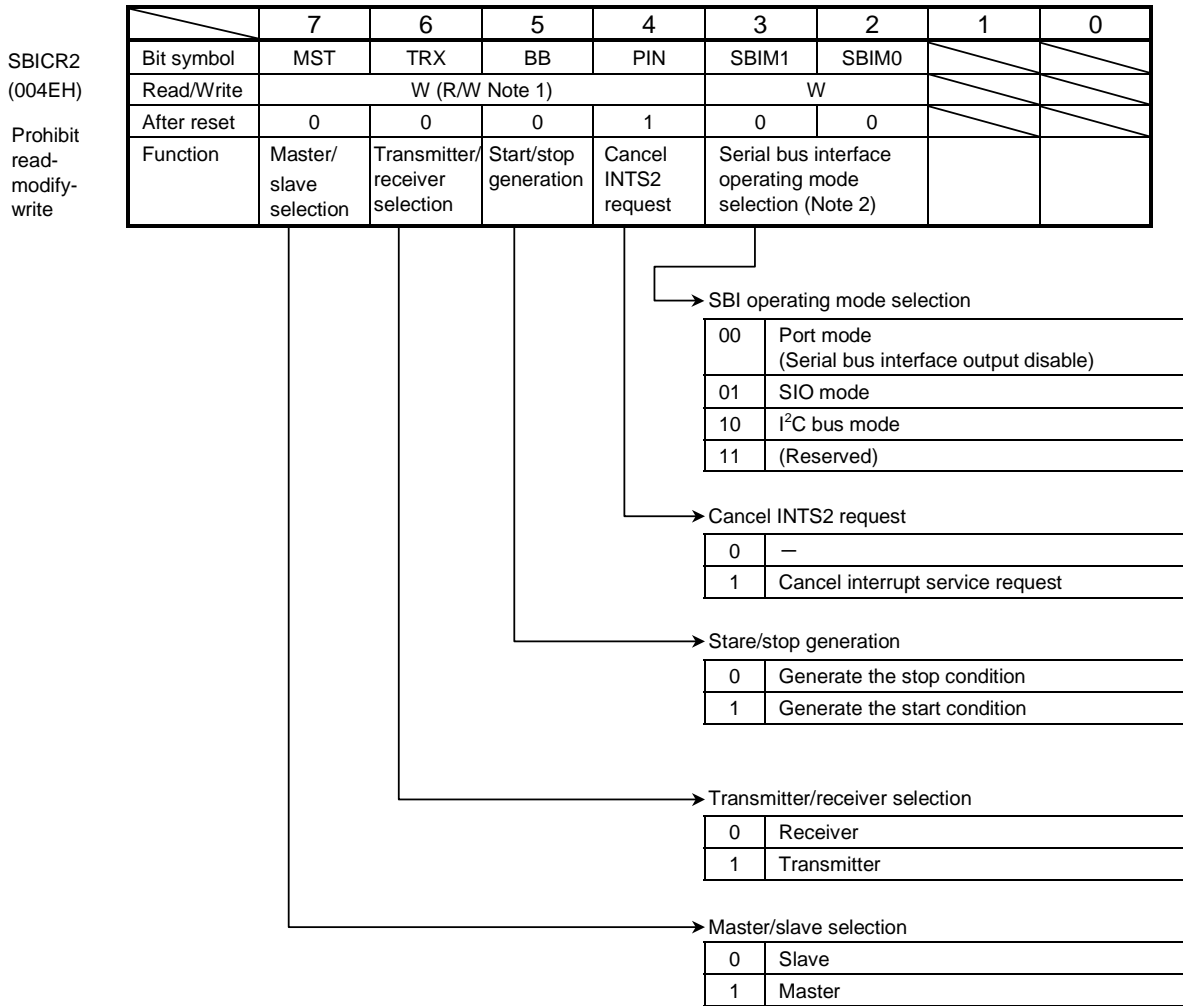 7 6 5 4 3 2 1 0
SBICR2 Bit symbol MST TRX BB PIN SBIM1 SBIM0
(004EH) Read/Write W (R/W Note 1) W
After reset 0 0 0 1 0 0
Prohibit
read-
modify-
write
Function
Master/
slave
selection
Transmitter/
receiver
selection
Start/stop
generation
Cancel
INTS2
request
Serial bus interface
operating mode
selection (Note 2)
SBI operating mode selection
00 Port mode
(Serial bus interface output disable)
01 SIO mode
10 I²C bus mode
11 (Reserved)
Cancel INTS2 request
0 −
1 Cancel interrupt service request
Stare/stop generation
0 Generate the stop condition
1 Generate the start condition
Transmitter/receiver selection
0 Receiver
1 Transmitter
Master/slave selection
0 Slave
1 Master